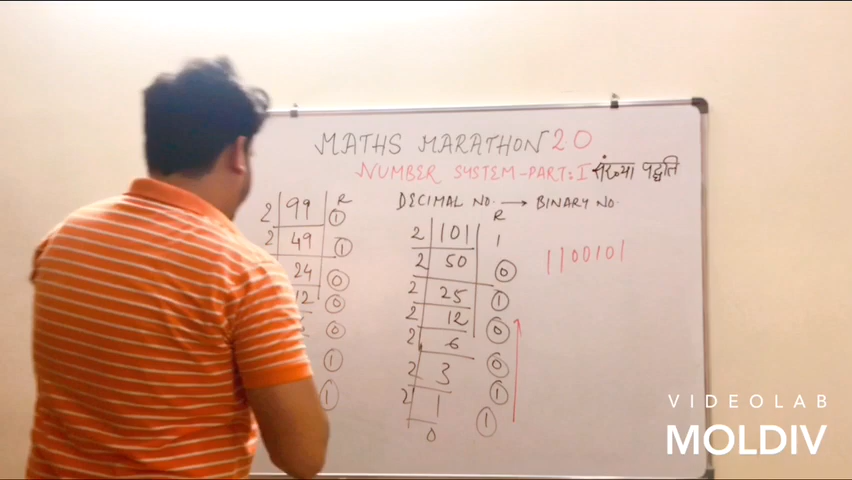 MATHS MARATHON 2.0
NUMBER SYSTEM-PART:I संख्या पद्धति
DECIMAL NO. → BINARY NO.
R
2 99 1
2 49 1
24 0
12 0
0
1
1
R
2 101 1
2 50 0
2 25 1
2 12 0
2 6 0
2 3 1
2 1 1
0
1100101
VIDEOLAB
MOLDIV